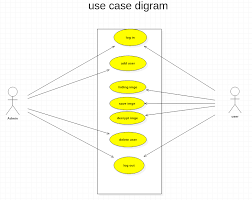 use case digram
log in
add user
hiding image
save image
decrypt image
delete user
log out
Admin
user